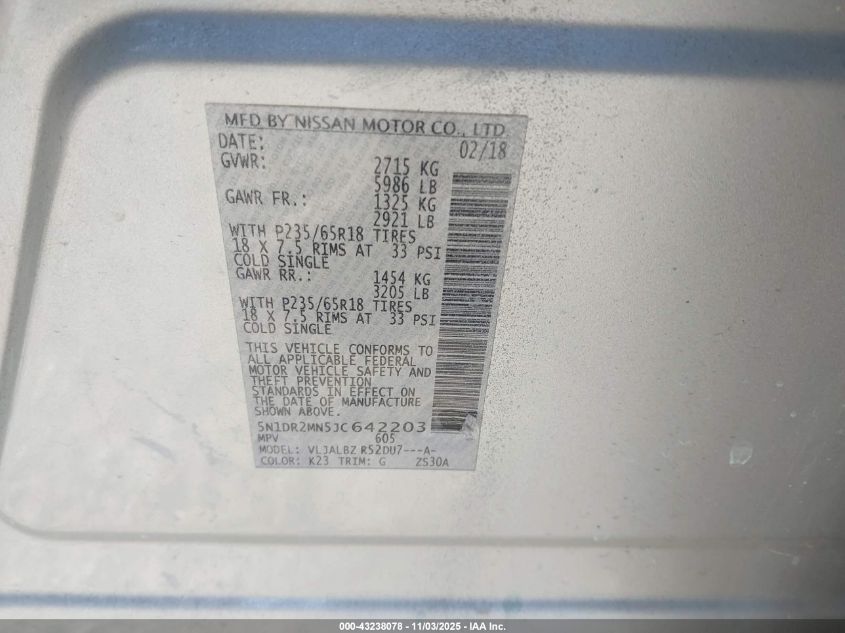 MFD BY NISSAN MOTOR CO., LTD
DATE: 02/18
GVWR: 2715 KG
5986 LB
GAWR FR.: 1325 KG
2921 LB
WITH P235/65R18 TIRES
18 X 7.5 RIMS AT 33 PSI
COLD SINGLE
GAWR RR.: 1454 KG
3205 LB
WITH P235/65R18 TIRES
18 X 7.5 RIMS AT 33 PSI
COLD SINGLE
THIS VEHICLE CONFORMS TO
ALL APPLICABLE FEDERAL
MOTOR VEHICLE SAFETY AND
THEFT PREVENTION
STANDARDS IN EFFECT ON
THE DATE OF MANUFACTURE
SHOWN ABOVE.
5N1DR2MN5JC642203
MPV 605
MODEL: VLJALBZ R52DU7---A-
COLOR: K23 TRIM: G ZS30A
000-43238078 - 11/03/2025 - IAA Inc.